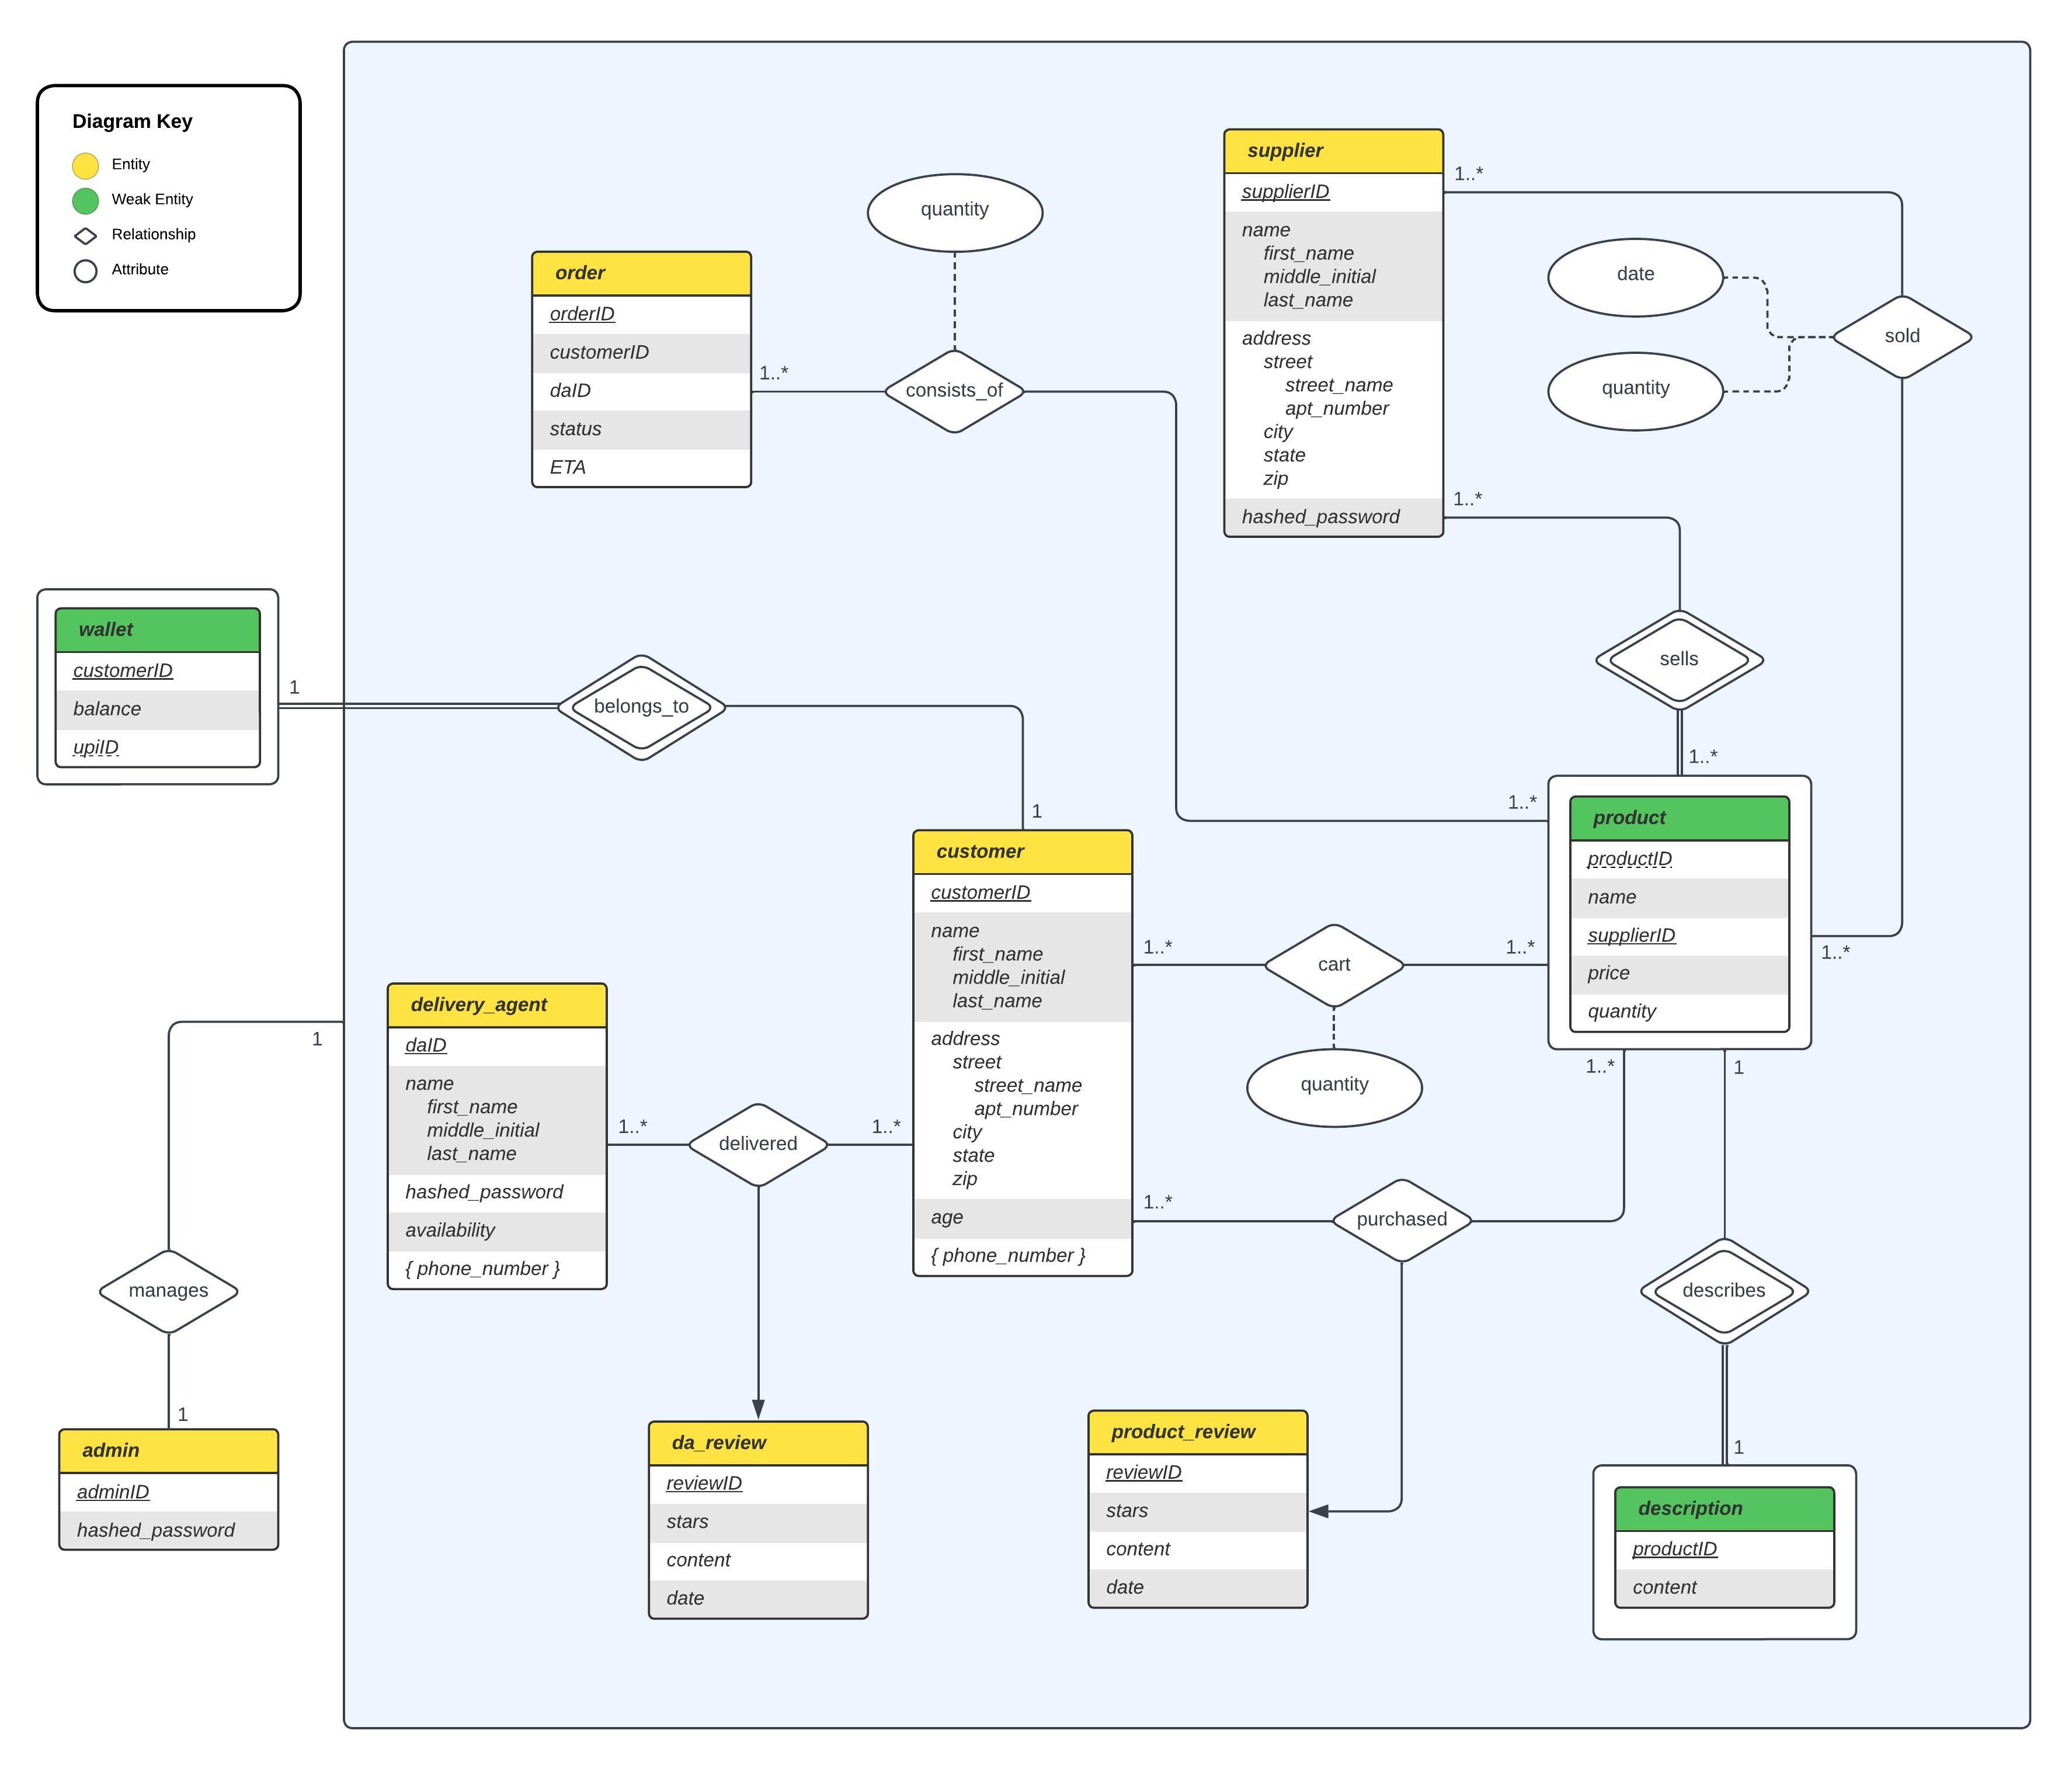 Diagram Key
Entity
Weak Entity
Relationship
Attribute
quantity
order
orderID
customerID
daID
status
ETA
1..*
consists_of
supplier
supplierID
name
first_name
middle_initial
last_name
address
street
street_name
apt_number
city
state
zip
hashed_password
1..*
date
quantity
sold
1..*
sells
1..*
wallet
customerID
balance
upiID
1
belongs_to
1
1..*
product
productID
name
supplierID
price
quantity
1..*
customer
customerID
name
first_name
middle_initial
last_name
address
street
street_name
apt_number
city
state
zip
age
{ phone_number }
1..*
cart
1..*
quantity
delivery_agent
daID
name
first_name
middle_initial
last_name
hashed_password
availability
{ phone_number }
1..*
delivered
1..*
1..*
purchased
1..*
1
describes
1
1
manages
1
admin
adminID
hashed_password
da_review
reviewID
stars
content
date
product_review
reviewID
stars
content
date
description
productID
content